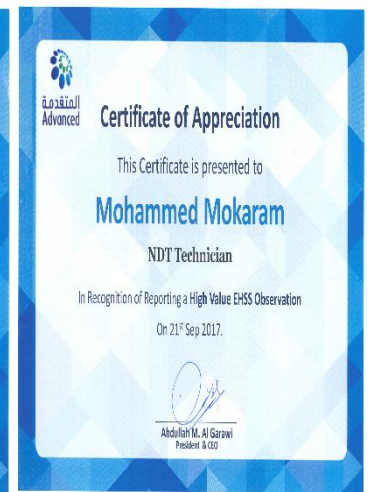 المتقدمة
Advanced
Certificate of Appreciation
This Certificate is presented to
Mohammed Mokaram
NDT Technician
In Recognition of Reporting a High Value EHSS Observation
On 21st Sep 2017.
Abdullah M. Al Garawi
President & CEO